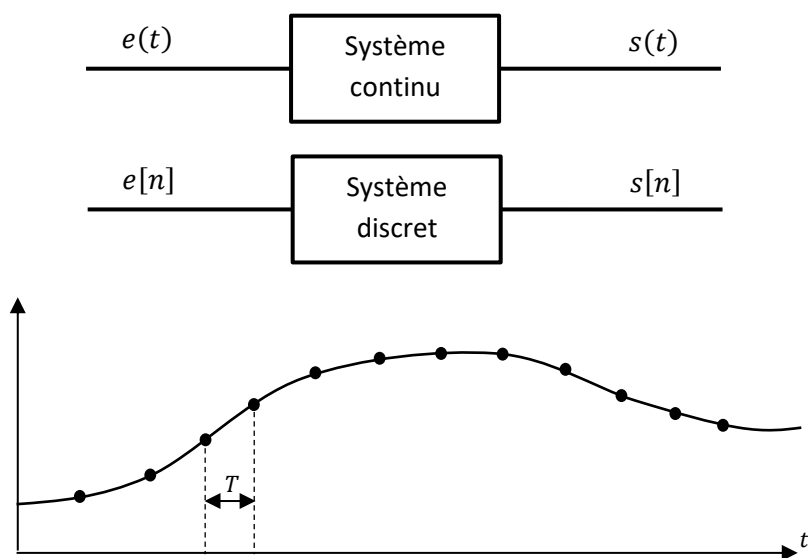 e(t)
Système
continu
s(t)
e[n]
Système
discret
s[n]
T
t